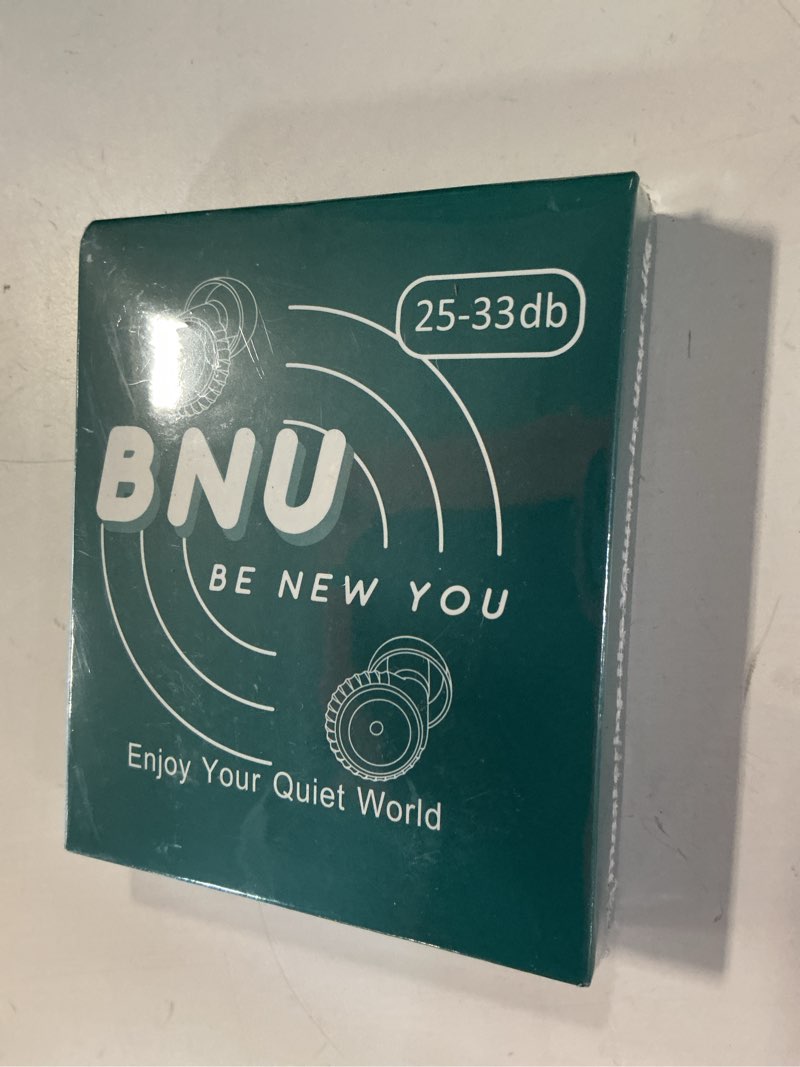 25-33db
BNU
BE NEW YOU
Enjoy Your Quiet World